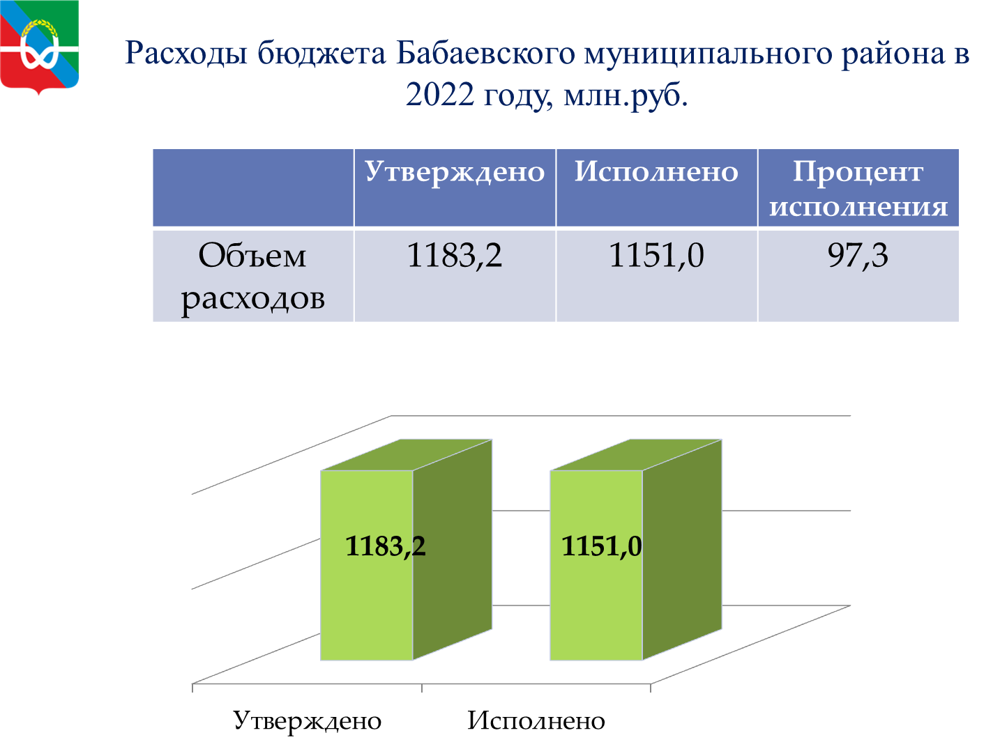 Расходы бюджета Бабаевского муниципального района в
2022 году, млн.руб.
Утверждено Исполнено Процент
исполнения
Объем 1183,2 1151,0 97,3
расходов
1183,2 1151,0
Утверждено Исполнено